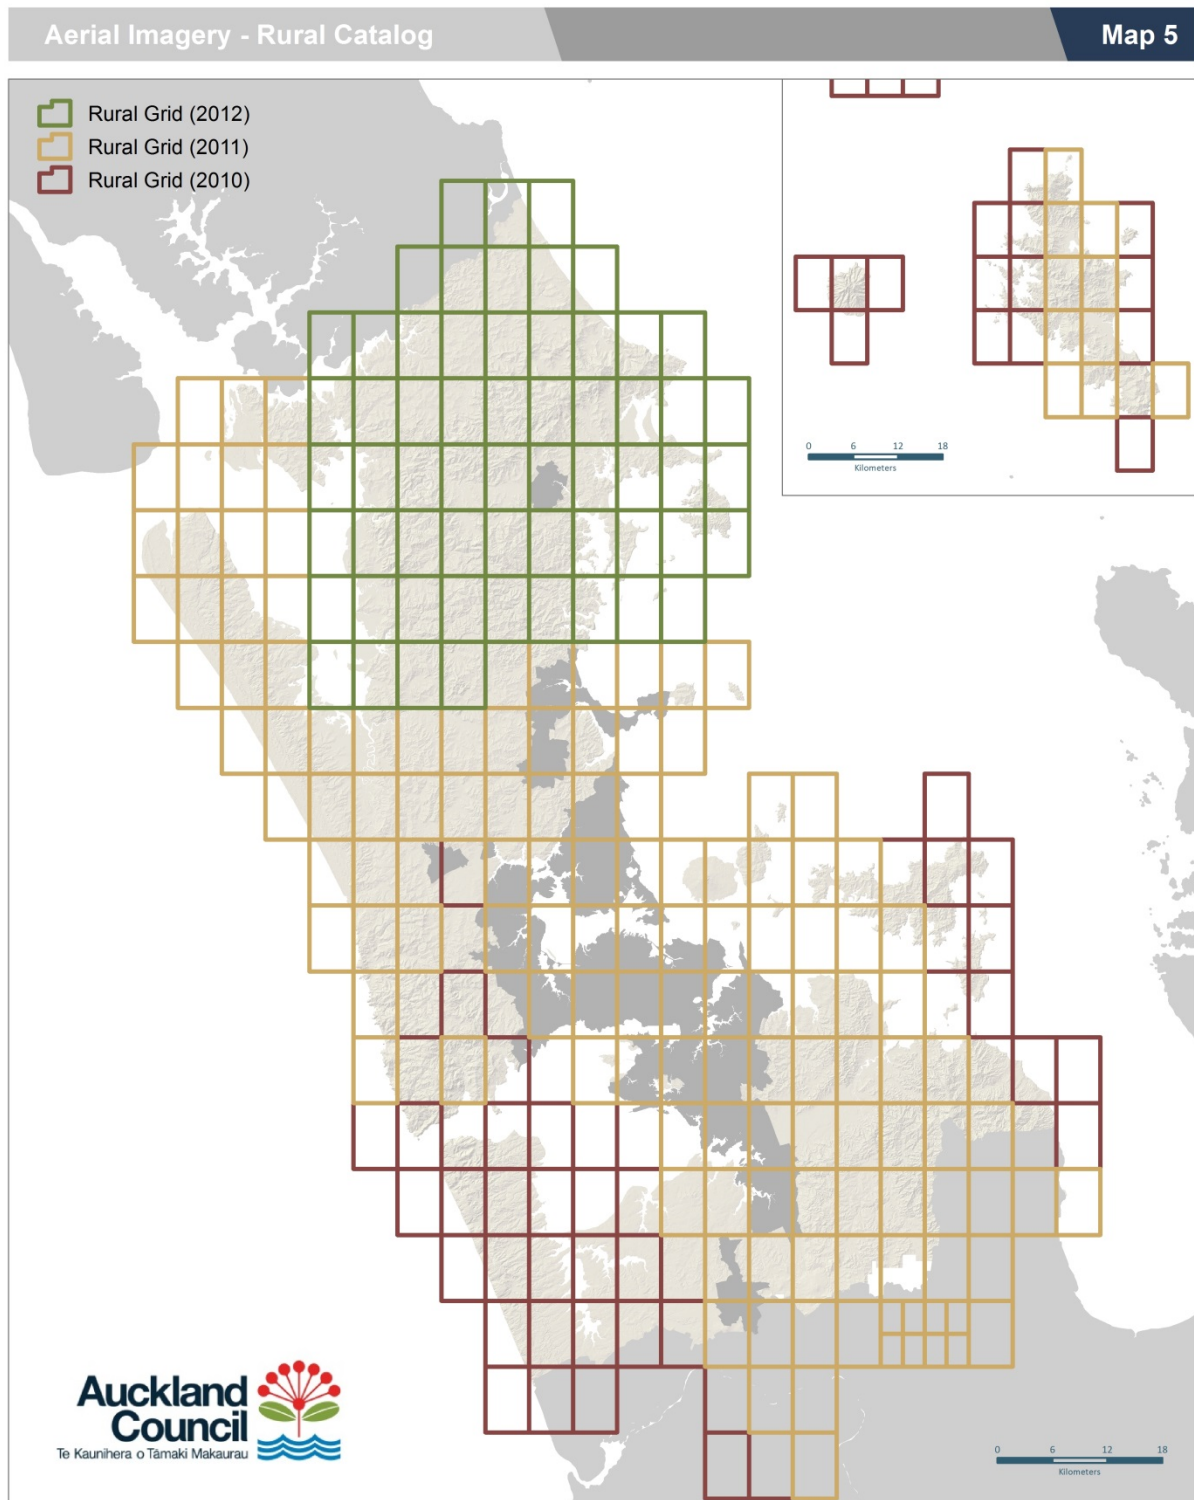 Aerial Imagery - Rural Catalog
Map 5
Rural Grid (2012)
Rural Grid (2011)
Rural Grid (2010)
0 6 12 18
Kilometers
Auckland
Council
Te Kaunihera o Tāmaki Makaurau
0 6 12 18
Kilometers